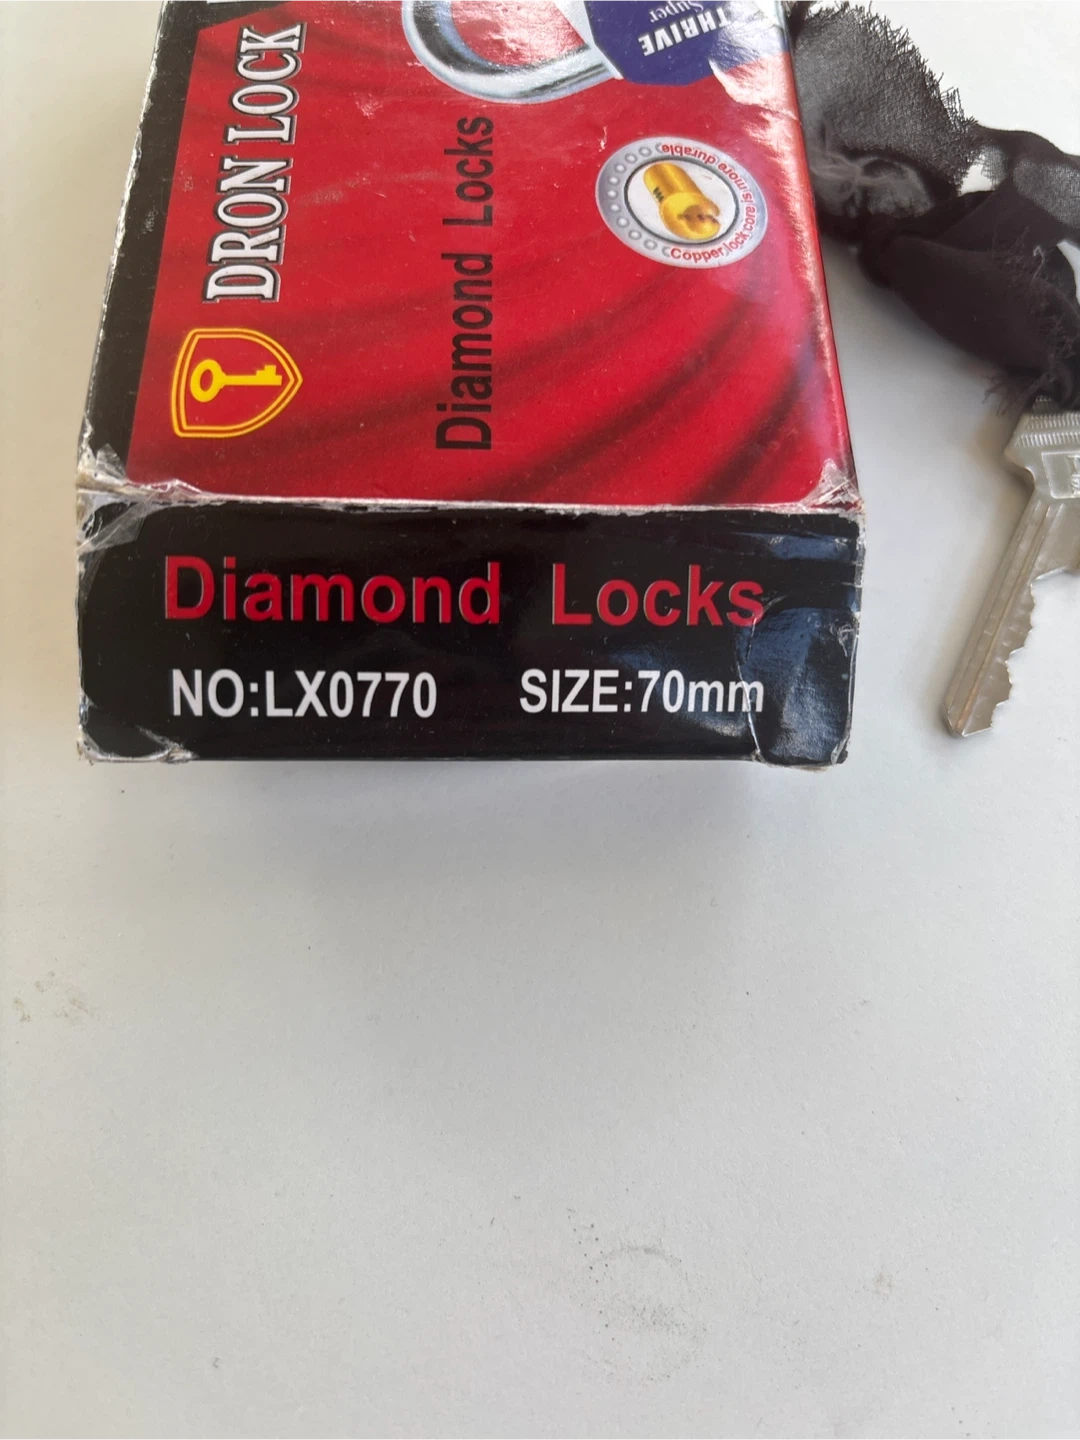 DRON LOCK
Diamond Locks
THRIVE
Super
Copper lock core is more durable
Diamond Locks
NO:LX0770 SIZE:70mm